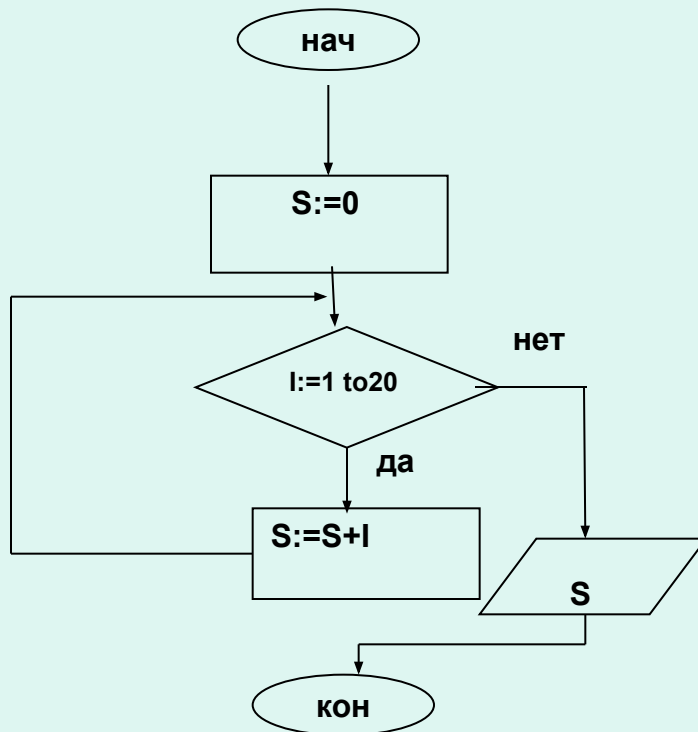 нач
S:=0
нет
I:=1 to20
да
S:=S+I
S
кон